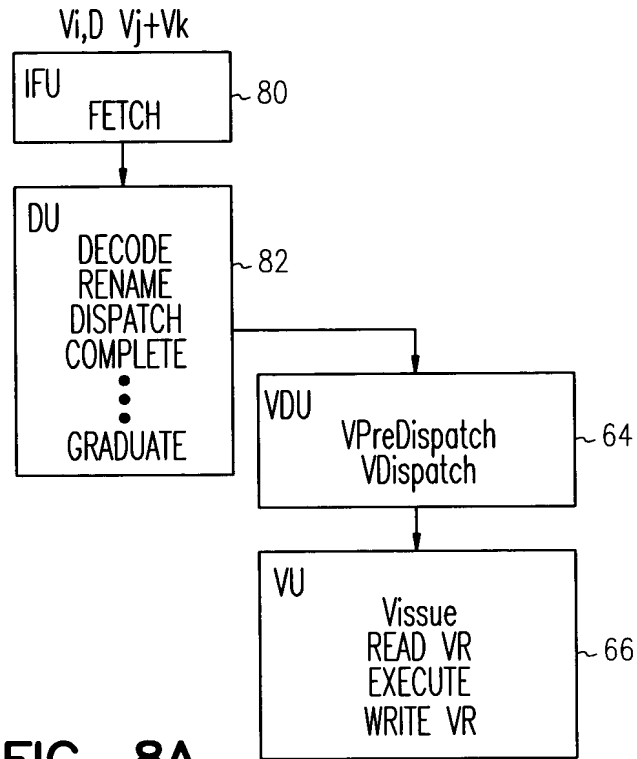 Vi,D Vj+Vk
IFU
FETCH
80
DU
DECODE
RENAME
DISPATCH
COMPLETE
GRADUATE
82
VDU
VPreDispatch
VDispatch
64
VU
Vissue
READ VR
EXECUTE
WRITE VR
66
FIG. 8A